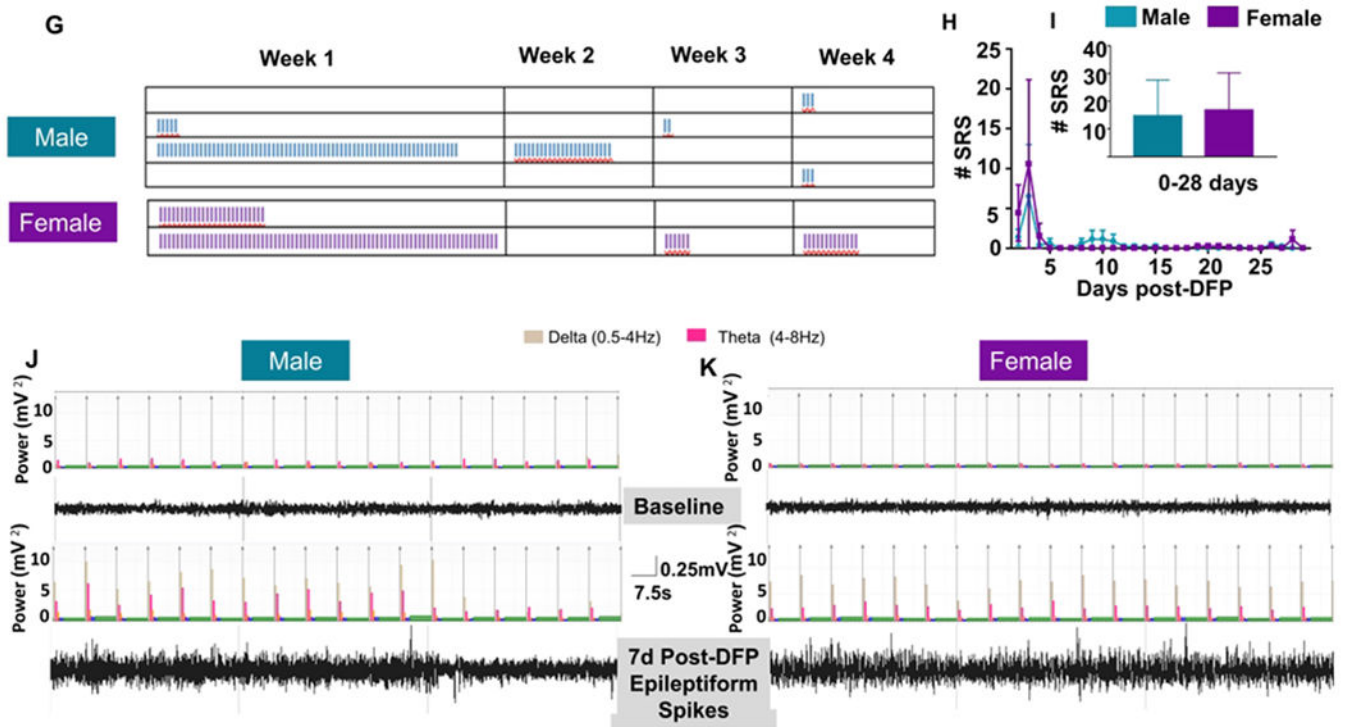 G
Week 1 Week 2 Week 3 Week 4
Male
Female
H
# SRS
25
20
15
10
5
0
5 10 15 20 25
Days post-DFP
I
Male Female
# SRS
40
30
20
10
0-28 days
Delta (0.5-4Hz) Theta (4-8Hz)
J
Male
Power (mV²)
10
5
0
Power (mV²)
10
5
0
Baseline
0.25mV
7.5s
7d Post-DFP
Epileptiform
Spikes
K
Female
Power (mV²)
10
5
0
Power (mV²)
10
5
0